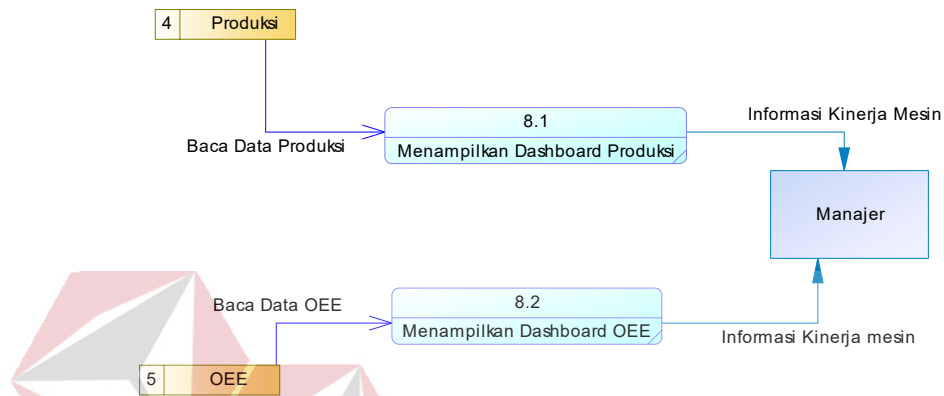 4 Produksi
8.1
Informasi Kinerja Mesin
Baca Data Produksi
Menampilkan Dashboard Produksi
Manajer
Baca Data OEE
8.2
Menampilkan Dashboard OEE
Informasi Kinerja mesin
5 OEE